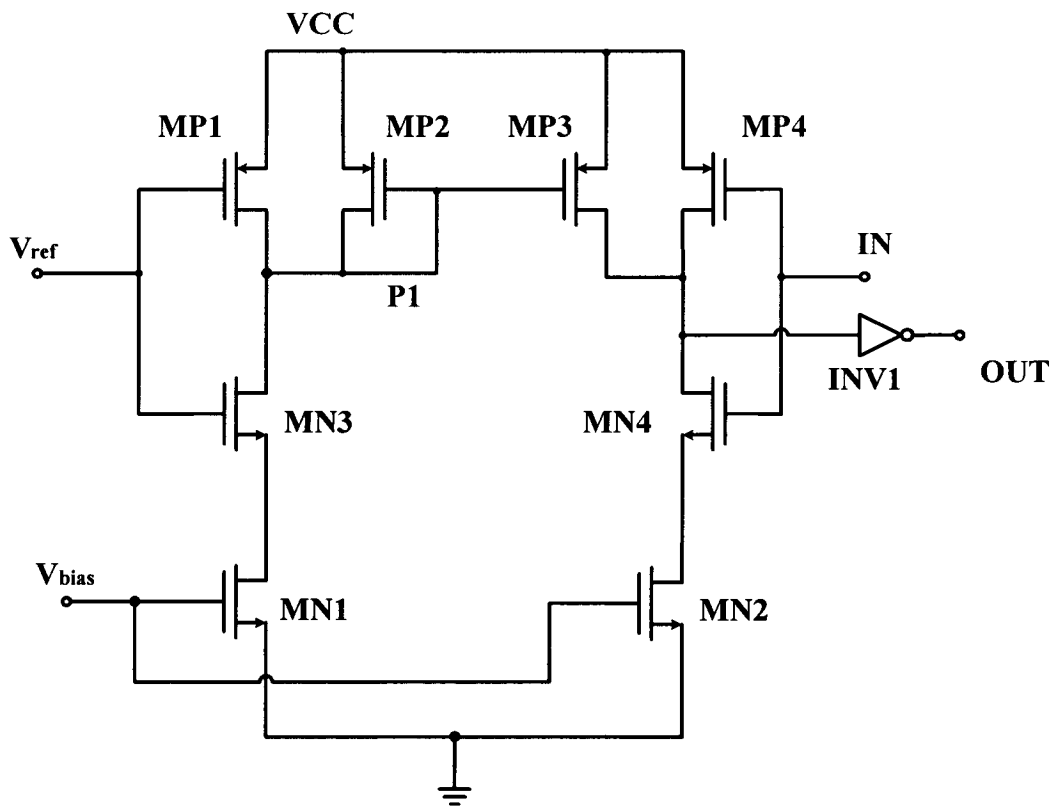 VCC
MP1
MP2
MP3
MP4
Vref
IN
P1
INV1
OUT
MN3
MN4
Vbias
MN1
MN2